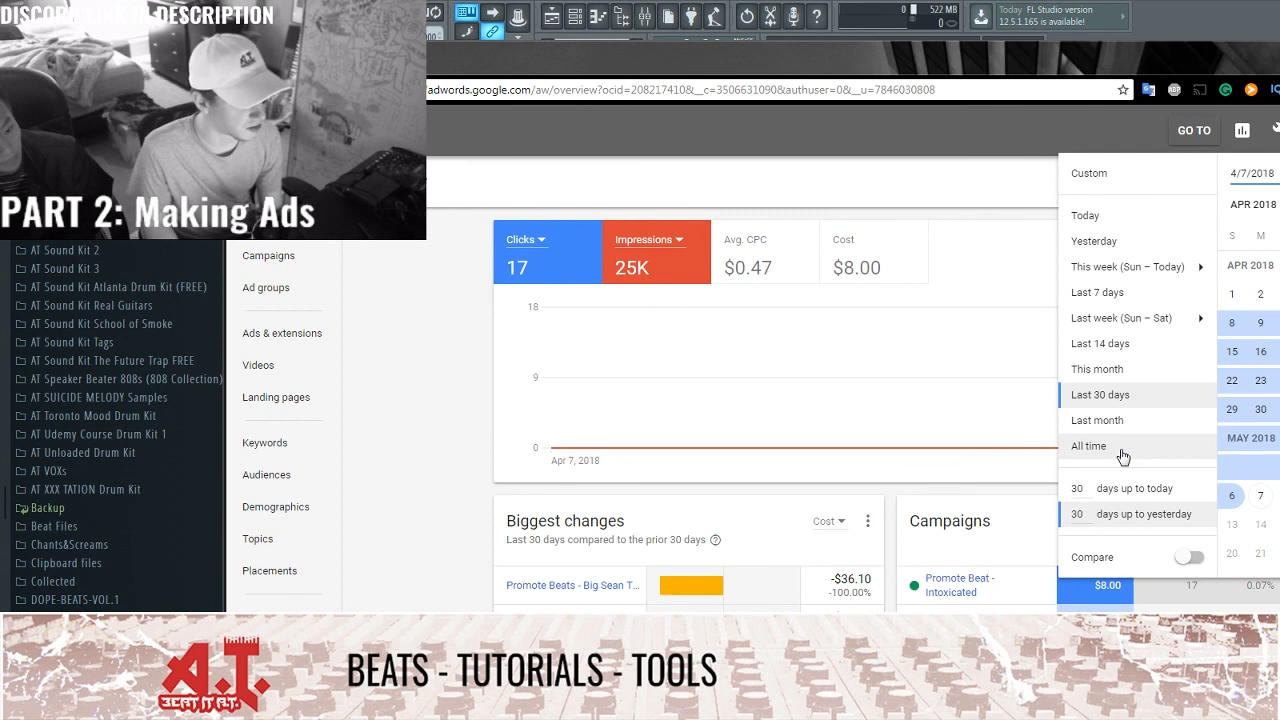 DISCORD LINK IN DESCRIPTION
PART 2: Making Ads
0
522 MB
0
Today FL Studio version
12.5.1.165 is available!
adwords.google.com/aw/overview?ocid=208217410&__c=3506631090&authuser=0&__u=7846030808
ABP
IQ
GO TO
AT Sound Kit 2
AT Sound Kit 3
AT Sound Kit Atlanta Drum Kit (FREE)
AT Sound Kit Real Guitars
AT Sound Kit School of Smoke
AT Sound Kit Tags
AT Sound Kit The Future Trap FREE
AT Speaker Beater 808s (808 Collection)
AT SUICIDE MELODY Samples
AT Toronto Mood Drum Kit
AT Udemy Course Drum Kit 1
AT Unloaded Drum Kit
AT VOXs
AT XXX TATION Drum Kit
Backup
Beat Files
Chants&Screams
Clipboard files
Collected
DOPE-BEATS-VOL.1
Campaigns
Ad groups
Ads & extensions
Videos
Landing pages
Keywords
Audiences
Demographics
Topics
Placements
Clicks
17
Impressions
25K
Avg. CPC
$0.47
Cost
$8.00
18
9
0
Apr 7, 2018
Biggest changes
Last 30 days compared to the prior 30 days
Cost
Promote Beats - Big Sean T...
-$36.10
-100.00%
Campaigns
Promote Beat -
Intoxicated
$8.00
17
0.07%
Custom
Today
Yesterday
This week (Sun – Today)
Last 7 days
Last week (Sun – Sat)
Last 14 days
This month
Last 30 days
Last month
All time
30 days up to today
30 days up to yesterday
Compare
4/7/2018
APR 2018
S M
APR 2018
1 2
8 9
15 16
22 23
29 30
MAY 2018
6 7
13 14
20 21
A.T.
BEAT IT AT.
BEATS - TUTORIALS - TOOLS